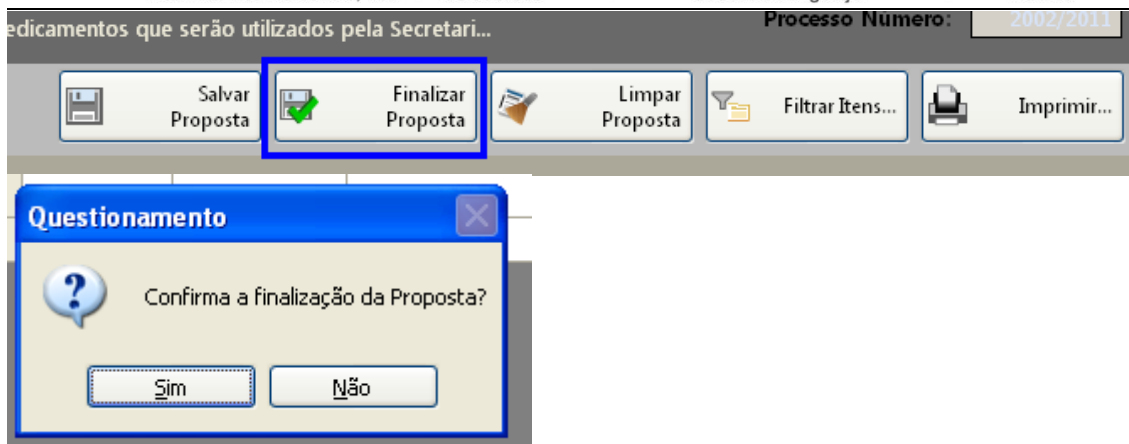 edicamentos que serão utilizados pela Secretari...
Processo Número: 2002/2011
Salvar
Proposta
Finalizar
Proposta
Limpar
Proposta
Filtrar Itens...
Imprimir...
Questionamento
Confirma a finalização da Proposta?
Sim
Não